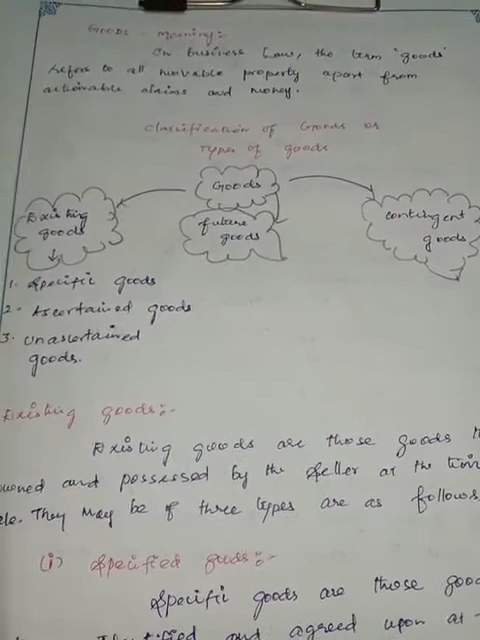 Goods - Meaning:-
In business Law, the term "goods"
refers to all movable property apart from
actionable claims and money.
Classification of Goods or
Types of goods
Goods
Existing
goods
future
goods
contingent
goods
1. Specific goods
2. Ascertained goods
3. Unascertained
goods.
Existing goods:-
Existing goods are those goods
owned and possessed by the seller at the time
They may be of three types are as follows
(i) Specified goods:-
Specific goods are those
and agreed upon at